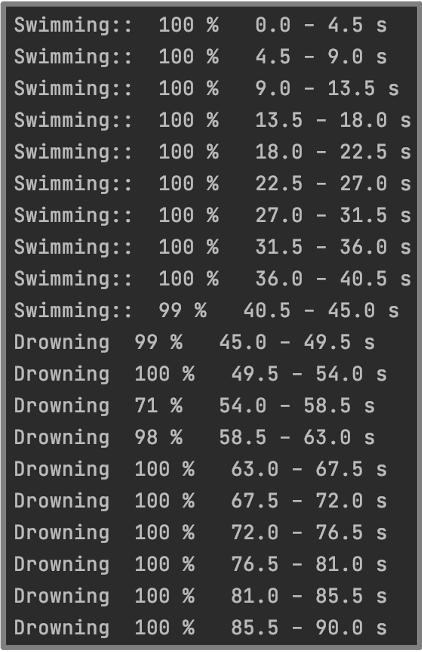 Swimming::  100 %   0.0 - 4.5 s
Swimming::  100 %   4.5 - 9.0 s
Swimming::  100 %   9.0 - 13.5 s
Swimming::  100 %   13.5 - 18.0 s
Swimming::  100 %   18.0 - 22.5 s
Swimming::  100 %   22.5 - 27.0 s
Swimming::  100 %   27.0 - 31.5 s
Swimming::  100 %   31.5 - 36.0 s
Swimming::  100 %   36.0 - 40.5 s
Swimming::  99 %   40.5 - 45.0 s
Drowning  99 %   45.0 - 49.5 s
Drowning  100 %   49.5 - 54.0 s
Drowning  71 %   54.0 - 58.5 s
Drowning  98 %   58.5 - 63.0 s
Drowning  100 %   63.0 - 67.5 s
Drowning  100 %   67.5 - 72.0 s
Drowning  100 %   72.0 - 76.5 s
Drowning  100 %   76.5 - 81.0 s
Drowning  100 %   81.0 - 85.5 s
Drowning  100 %   85.5 - 90.0 s